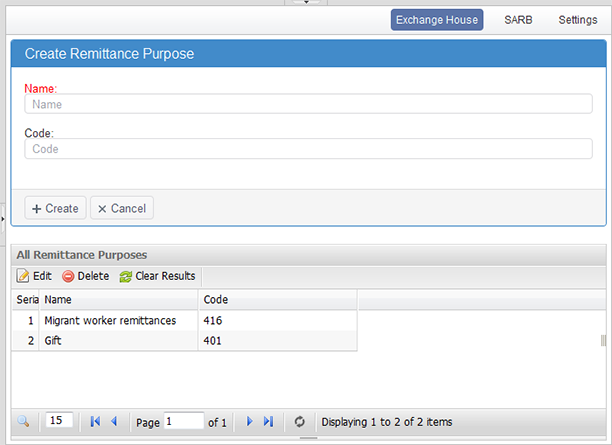 Exchange House SARB Settings
Create Remittance Purpose
Name:
Name
Code:
Code
+ Create × Cancel
All Remittance Purposes
Edit Delete Clear Results
Seria Name Code
1 Migrant worker remittances 416
2 Gift 401
15 Page 1 of 1 Displaying 1 to 2 of 2 items